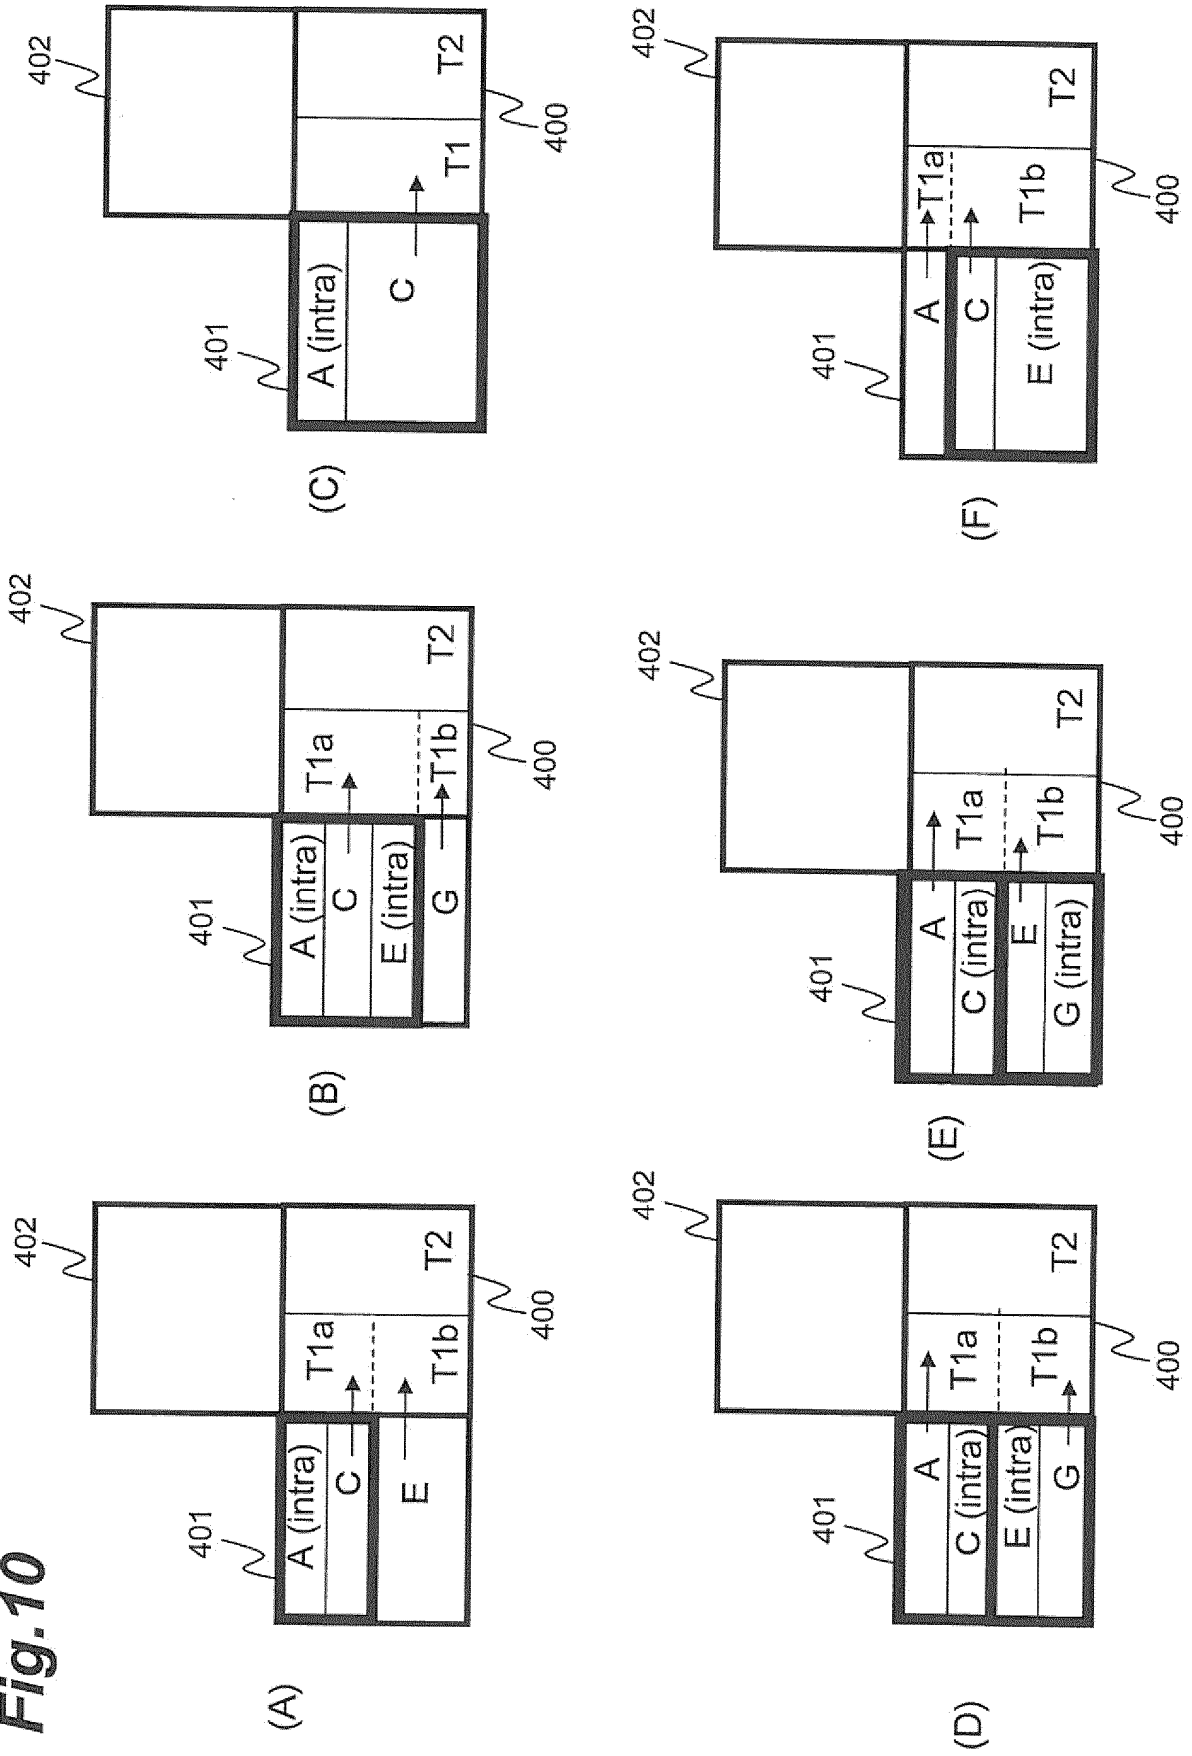 Fig.10
(A)
401
402
A (intra)
C
E
T1a
T1b
T2
400
(B)
401
402
A (intra)
C
E (intra)
G
T1a
T1b
T2
400
(C)
401
402
A (intra)
C
T1
T2
400
(D)
401
402
A
C (intra)
E (intra)
G
T1a
T1b
T2
400
(E)
401
402
A
C (intra)
E
G (intra)
T1a
T1b
T2
400
(F)
401
402
A
C
E (intra)
T1a
T1b
T2
400